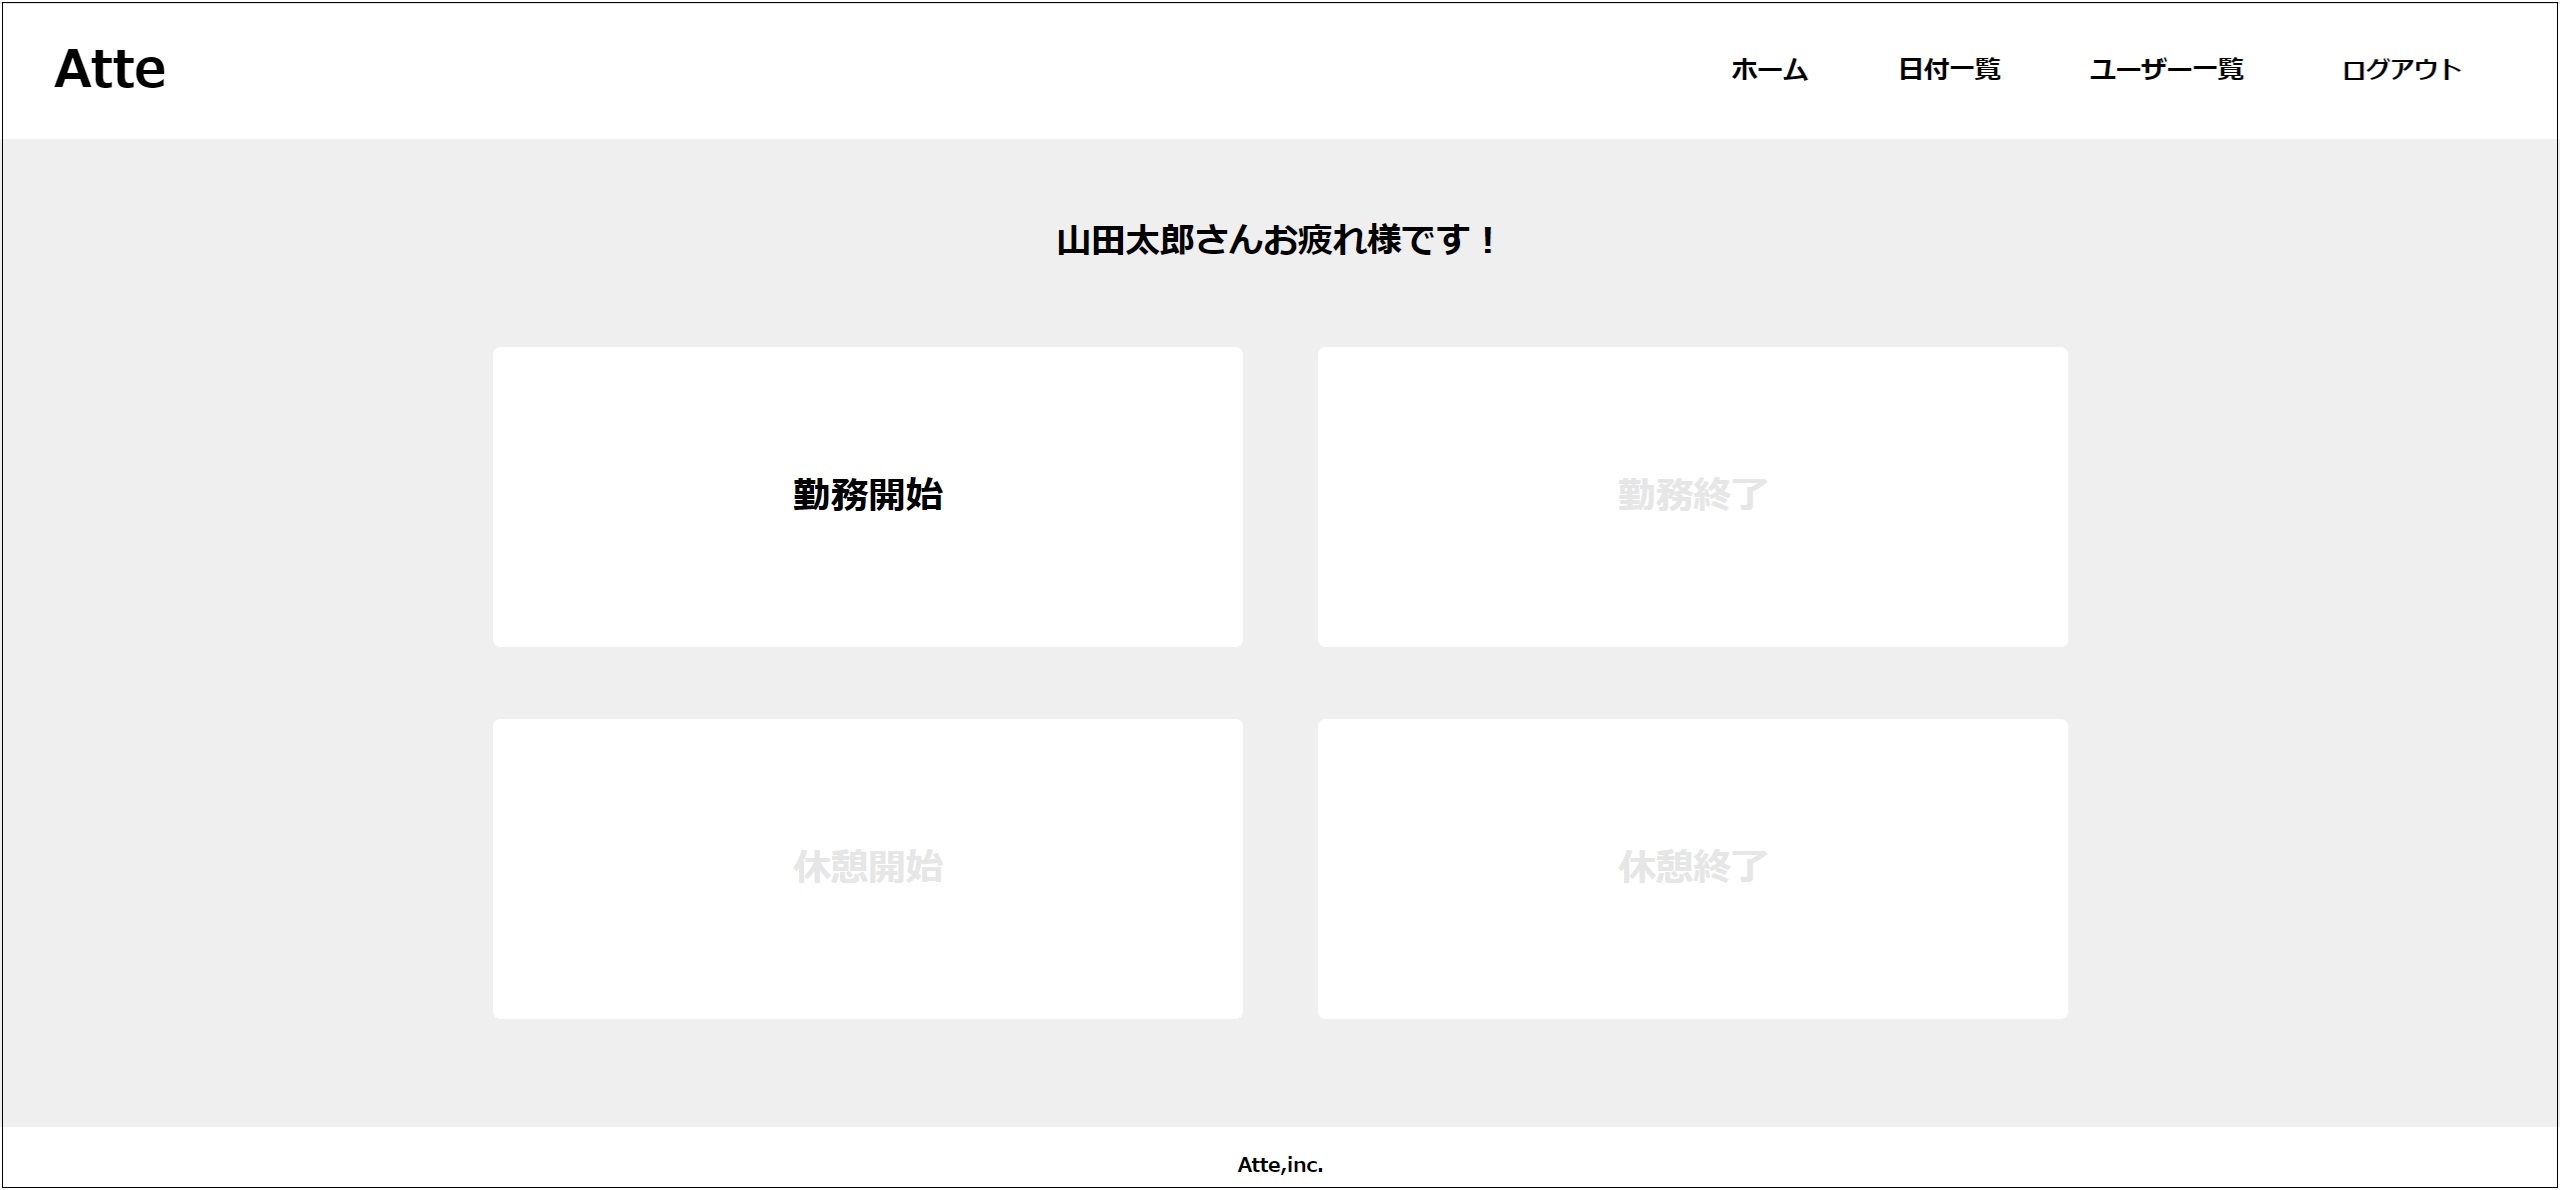 Atte
ホーム 日付一覧 ユーザー一覧 ログアウト
山田太郎さんお疲れ様です！
勤務開始 勤務終了
休憩開始 休憩終了
Atte,inc.